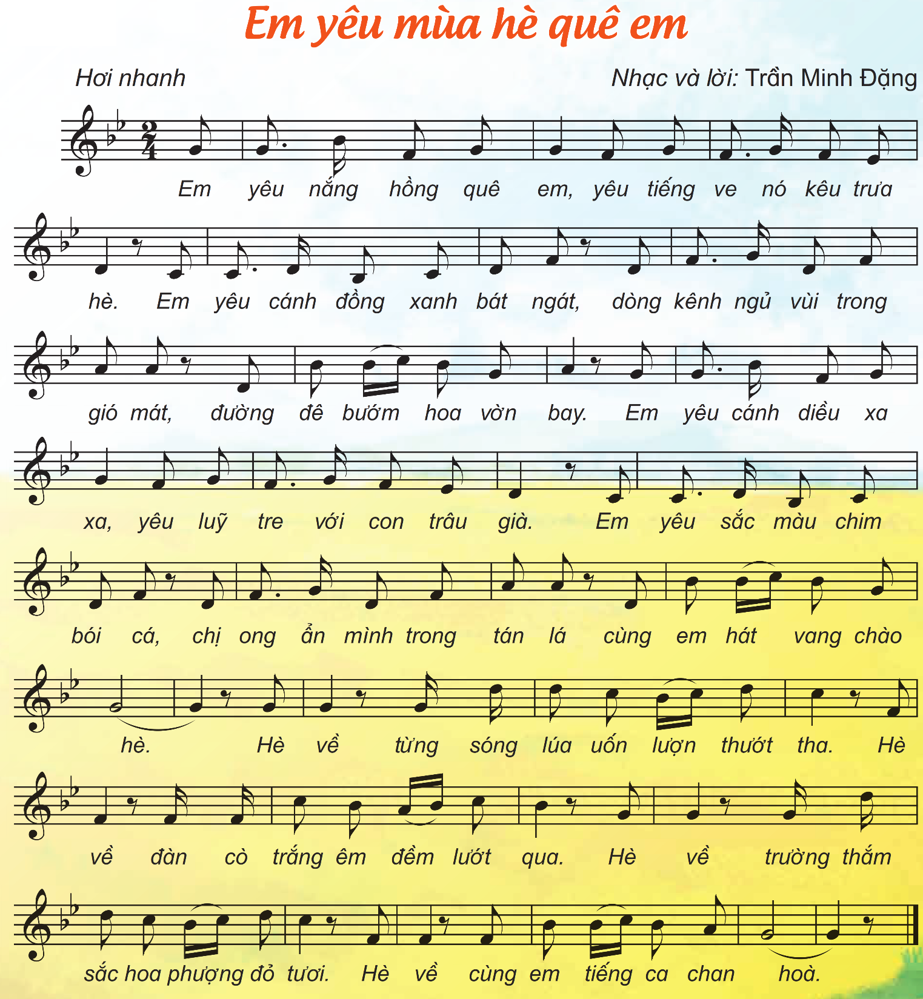 Em yêu mùa hè quê em
Hơi nhanh
Nhạc và lời: Trần Minh Đặng
2
4
Em yêu nắng hồng quê em, yêu tiếng ve nó kêu trưa
hè. Em yêu cánh đồng xanh bát ngát, dòng kênh ngủ vùi trong
gió mát, đường đê bướm hoa vờn bay. Em yêu cánh diều xa
xa, yêu luỹ tre với con trâu già. Em yêu sắc màu chim
bói cá, chị ong ẩn mình trong tán lá cùng em hát vang chào
hè. Hè về từng sóng lúa uốn lượn thướt tha. Hè
về đàn cò trắng êm đềm lướt qua. Hè về trường thắm
sắc hoa phượng đỏ tươi. Hè về cùng em tiếng ca chan hoà.